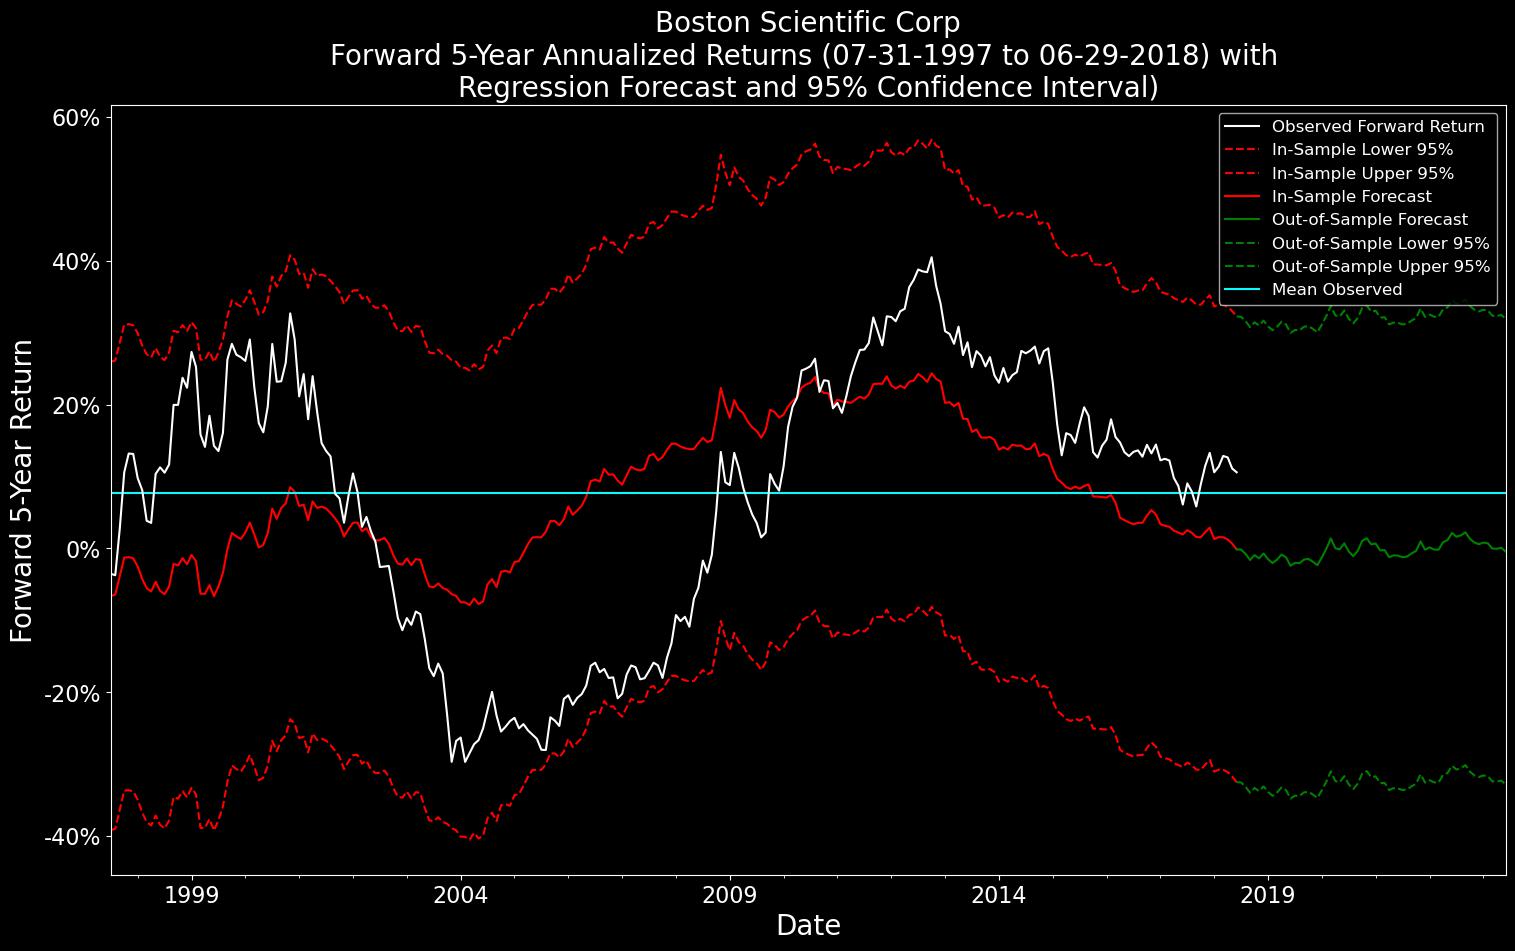 Boston Scientific Corp
Forward 5-Year Annualized Returns (07-31-1997 to 06-29-2018) with
Regression Forecast and 95% Confidence Interval)
60%
40%
20%
0%
-20%
-40%
Forward 5-Year Return
Observed Forward Return
In-Sample Lower 95%
In-Sample Upper 95%
In-Sample Forecast
Out-of-Sample Forecast
Out-of-Sample Lower 95%
Out-of-Sample Upper 95%
Mean Observed
1999
2004
2009
2014
2019
Date